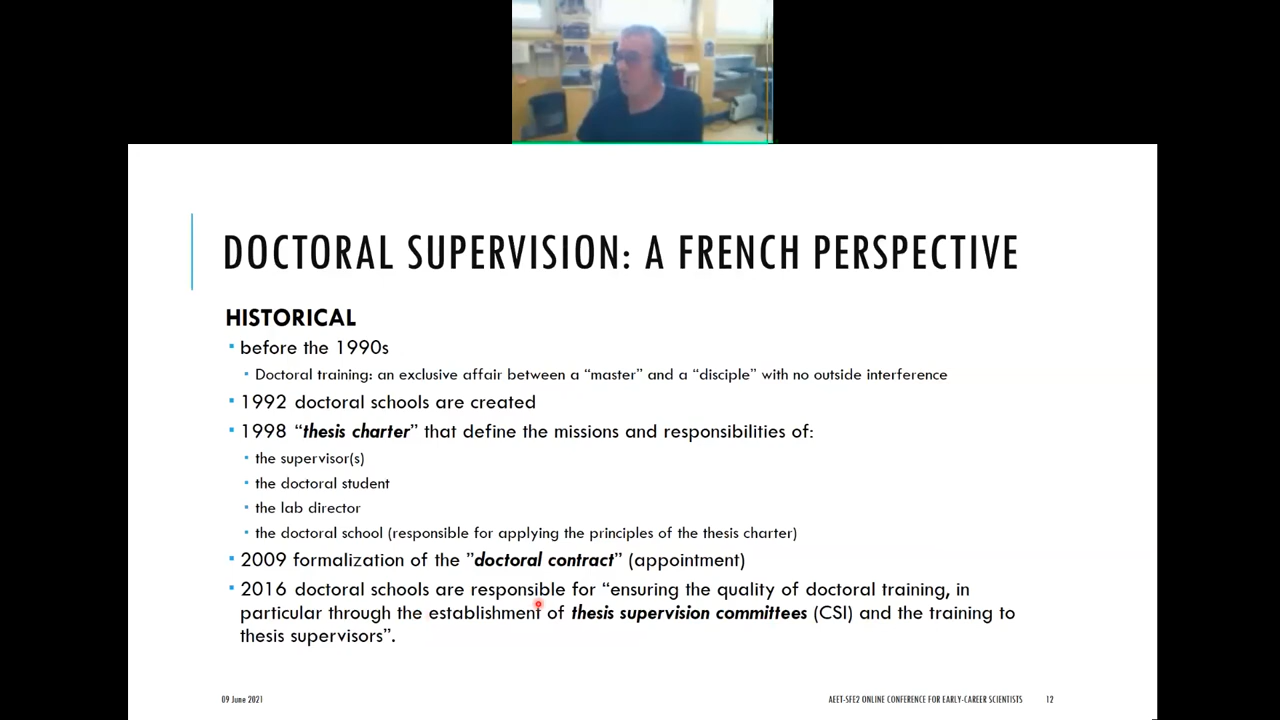 DOCTORAL SUPERVISION: A FRENCH PERSPECTIVE
HISTORICAL
▪ before the 1990s
▪ Doctoral training: an exclusive affair between a “master” and a “disciple” with no outside interference
▪ 1992 doctoral schools are created
▪ 1998 “thesis charter” that define the missions and responsibilities of:
▪ the supervisor(s)
▪ the doctoral student
▪ the lab director
▪ the doctoral school (responsible for applying the principles of the thesis charter)
▪ 2009 formalization of the ”doctoral contract” (appointment)
▪ 2016 doctoral schools are responsible for “ensuring the quality of doctoral training, in
particular through the establishment of thesis supervision committees (CSI) and the training to
thesis supervisors”.
09 June 2021 AEET-SFE2 ONLINE CONFERENCE FOR EARLY-CAREER SCIENTISTS 12